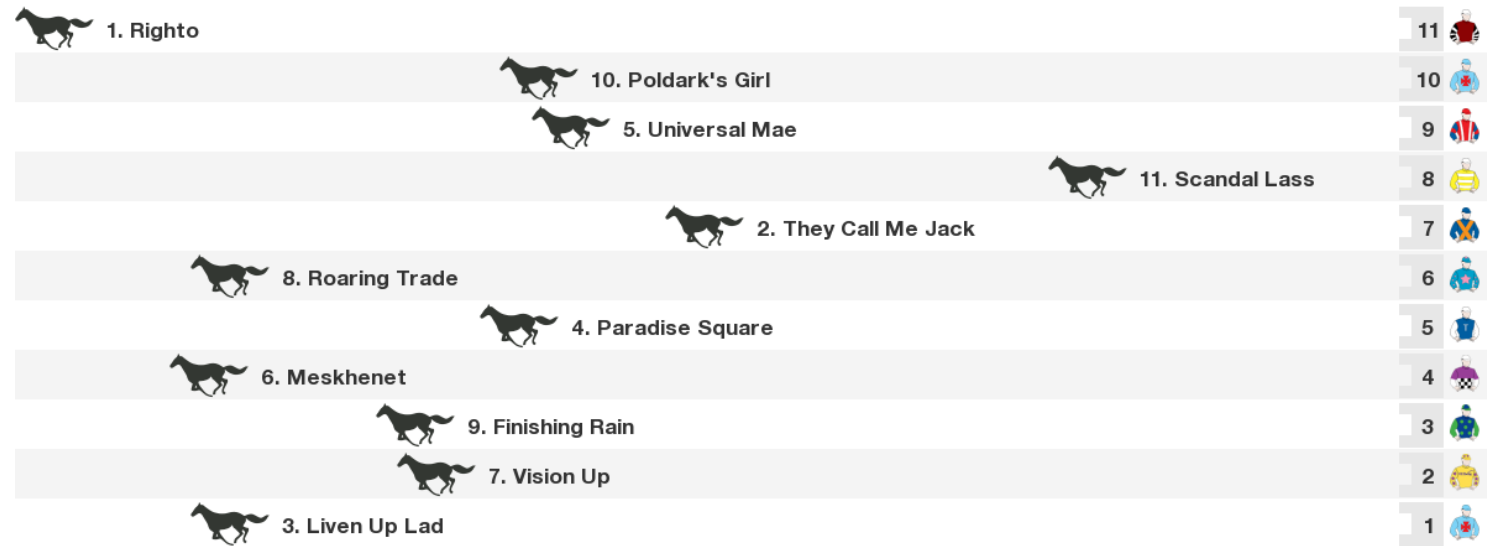 1. Righto 11
10. Poldark's Girl 10
5. Universal Mae 9
11. Scandal Lass 8
2. They Call Me Jack 7
8. Roaring Trade 6
4. Paradise Square 5
6. Meskhenet 4
9. Finishing Rain 3
7. Vision Up 2
3. Liven Up Lad 1